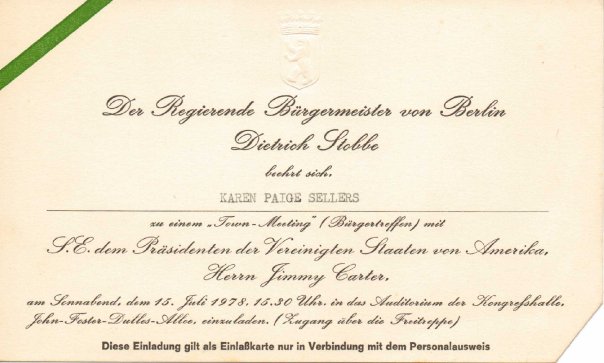 Der Regierende Bürgermeister von Berlin
Dietrich Stobbe
beehrt sich,
KAREN PAIGE SELLERS
zu einem „Town-Meeting" (Bürgertreffen) mit
S.E. dem Präsidenten der Vereinigten Staaten von Amerika,
Herrn Jimmy Carter,
am Sonnabend, dem 15. Juli 1978, 15.30 Uhr, in das Auditorium der Kongreßhalle,
John-Foster-Dulles-Allee, einzuladen. (Zugang über die Freitreppe)
Diese Einladung gilt als Einlaßkarte nur in Verbindung mit dem Personalausweis